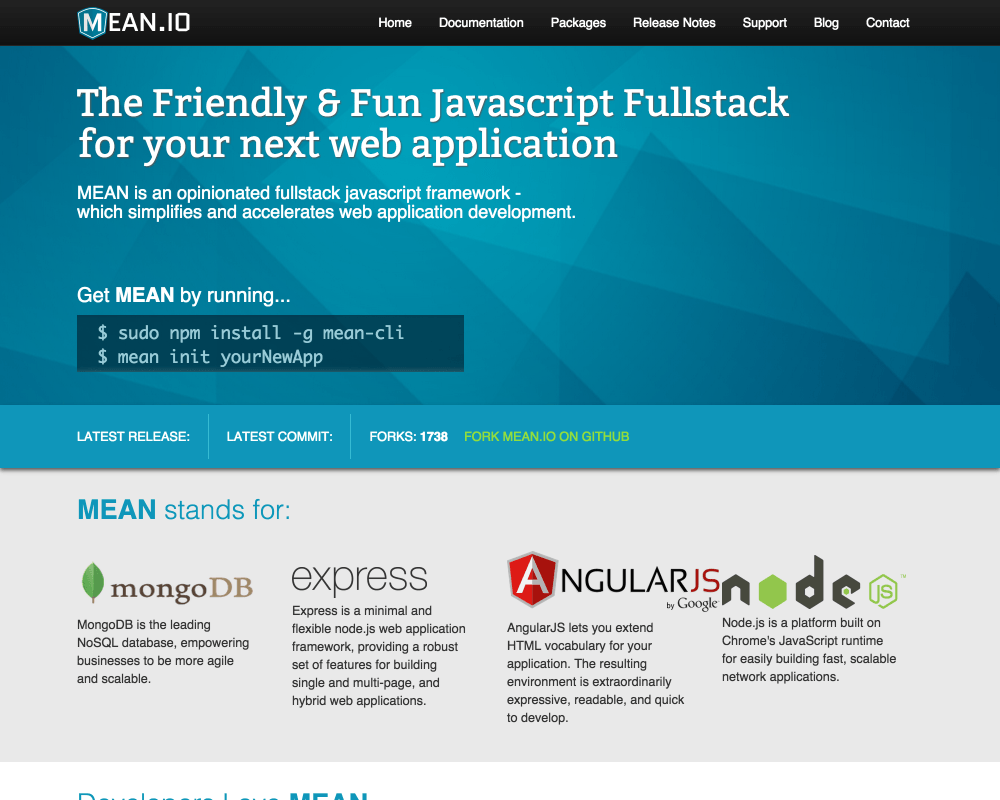 MEAN.IO
Home Documentation Packages Release Notes Support Blog Contact
The Friendly & Fun Javascript Fullstack
for your next web application
MEAN is an opinionated fullstack javascript framework -
which simplifies and accelerates web application development.
Get MEAN by running...
$ sudo npm install -g mean-cli
$ mean init yourNewApp
LATEST RELEASE: LATEST COMMIT: FORKS: 1738 FORK MEAN.IO ON GITHUB
MEAN stands for:
mongoDB
MongoDB is the leading
NoSQL database, empowering
businesses to be more agile
and scalable.
express
Express is a minimal and
flexible node.js web application
framework, providing a robust
set of features for building
single and multi-page, and
hybrid web applications.
ANGULARJS
by Google
AngularJS lets you extend
HTML vocabulary for your
application. The resulting
environment is extraordinarily
expressive, readable, and quick
to develop.
node JS™
Node.js is a platform built on
Chrome's JavaScript runtime
for easily building fast, scalable
network applications.
Developers Love MEAN